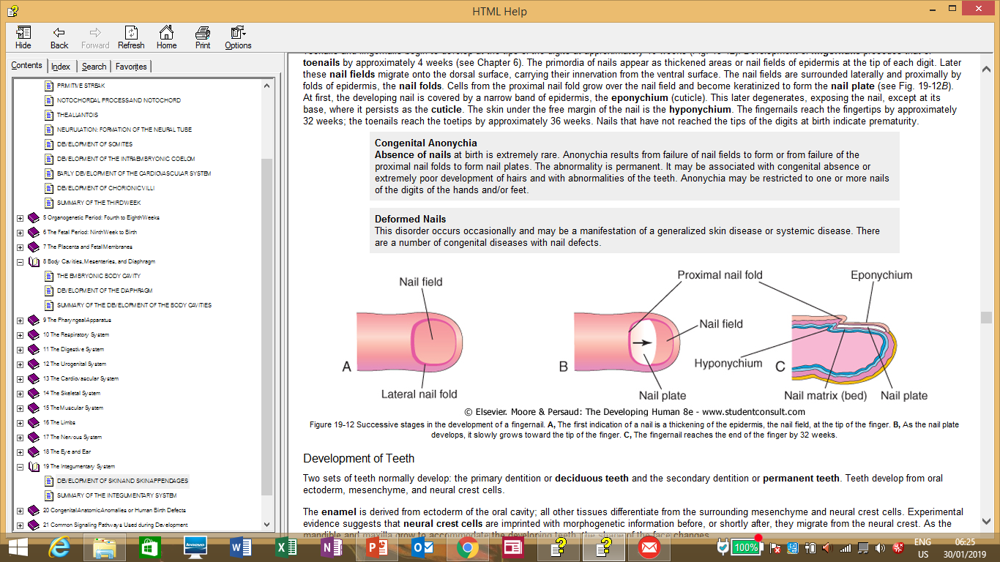 HTML Help
Hide
Back
Forward
Refresh
Home
Print
Options
Contents
Index
Search
Favorites
PRIMITIVE STREAK
NOTOCHORDAL PROCESS AND NOTOCHORD
THE ALLANTOIS
NEURULATION: FORMATION OF THE NEURAL TUBE
DEVELOPMENT OF SOMITES
DEVELOPMENT OF THE INTRAEMBRYONIC COELOM
EARLY DEVELOPMENT OF THE CARDIOVASCULAR SYSTEM
DEVELOPMENT OF CHORIONIC VILLI
SUMMARY OF THE THIRD WEEK
5 Organogenetic Period: Fourth to Eighth Weeks
6 The Fetal Period: Ninth Week to Birth
7 The Placenta and Fetal Membranes
8 Body Cavities, Mesenteries, and Diaphragm
THE EMBRYONIC BODY CAVITY
DEVELOPMENT OF THE DIAPHRAGM
SUMMARY OF THE DEVELOPMENT OF THE BODY CAVITIES
9 The Pharyngeal Apparatus
10 The Respiratory System
11 The Digestive System
12 The Urogenital System
13 The Cardiovascular System
14 The Skeletal System
15 The Muscular System
16 The Limbs
17 The Nervous System
18 The Eye and Ear
19 The Integumentary System
DEVELOPMENT OF SKIN AND SKIN APPENDAGES
SUMMARY OF THE INTEGUMENTARY SYSTEM
20 Congenital Anatomic Anomalies or Human Birth Defects
21 Common Signalling Pathways Used during Development
toenails by approximately 4 weeks (see Chapter 6). The primordia of nails appear as thickened areas or nail fields of epidermis at the tip of each digit. Later
these nail fields migrate onto the dorsal surface, carrying their innervation from the ventral surface. The nail fields are surrounded laterally and proximally by
folds of epidermis, the nail folds. Cells from the proximal nail fold grow over the nail field and become keratinized to form the nail plate (see Fig. 19-12B).
At first, the developing nail is covered by a narrow band of epidermis, the eponychium (cuticle). This later degenerates, exposing the nail, except at its
base, where it persists as the cuticle. The skin under the free margin of the nail is the hyponychium. The fingernails reach the fingertips by approximately
32 weeks; the toenails reach the toetips by approximately 36 weeks. Nails that have not reached the tips of the digits at birth indicate prematurity.
Congenital Anonychia
Absence of nails at birth is extremely rare. Anonychia results from failure of nail fields to form or from failure of the
proximal nail folds to form nail plates. The abnormality is permanent. It may be associated with congenital absence or
extremely poor development of hairs and with abnormalities of the teeth. Anonychia may be restricted to one or more nails
of the digits of the hands and/or feet.
Deformed Nails
This disorder occurs occasionally and may be a manifestation of a generalized skin disease or systemic disease. There
are a number of congenital diseases with nail defects.
Nail field
Lateral nail fold
A
Proximal nail fold
Nail field
Nail plate
B
Eponychium
Hyponychium
C
Nail matrix (bed)
Nail plate
© Elsevier. Moore & Persaud: The Developing Human 8e - www.studentconsult.com
Figure 19-12 Successive stages in the development of a fingernail. A, The first indication of a nail is a thickening of the epidermis, the nail field, at the tip of the finger. B, As the nail plate
develops, it slowly grows toward the tip of the finger. C, The fingernail reaches the end of the finger by 32 weeks.
Development of Teeth
Two sets of teeth normally develop: the primary dentition or deciduous teeth and the secondary dentition or permanent teeth. Teeth develop from oral
ectoderm, mesenchyme, and neural crest cells.
The enamel is derived from ectoderm of the oral cavity; all other tissues differentiate from the surrounding mesenchyme and neural crest cells. Experimental
evidence suggests that neural crest cells are imprinted with morphogenetic information before, or shortly after, they migrate from the neural crest. As the
mandible and maxilla grow to accommodate the developing teeth, the shape of the face changes.
lenovo
100%
ENG
US
06:25
30/01/2019